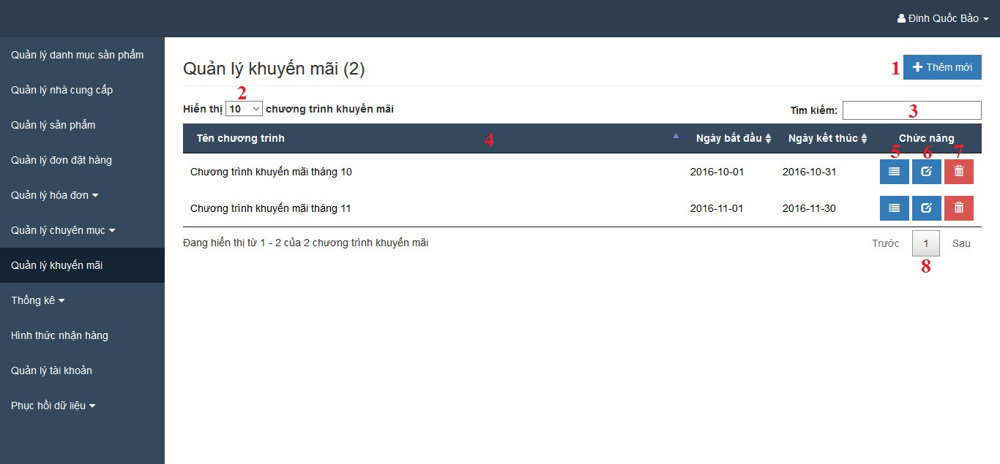 Đinh Quốc Bảo
Quản lý danh mục sản phẩm
Quản lý nhà cung cấp
Quản lý sản phẩm
Quản lý đơn đặt hàng
Quản lý hóa đơn
Quản lý chuyên mục
Quản lý khuyến mãi
Thống kê
Hình thức nhận hàng
Quản lý tài khoản
Phục hồi dữ liệu
Quản lý khuyến mãi (2)
1 Thêm mới
2
Hiển thị 10 chương trình khuyến mãi
Tìm kiếm: 3
Tên chương trình 4 Ngày bắt đầu Ngày kết thúc Chức năng
5 6 7
Chương trình khuyến mãi tháng 10 2016-10-01 2016-10-31
Chương trình khuyến mãi tháng 11 2016-11-01 2016-11-30
Đang hiển thị từ 1 - 2 của 2 chương trình khuyến mãi Trước 1 Sau
8